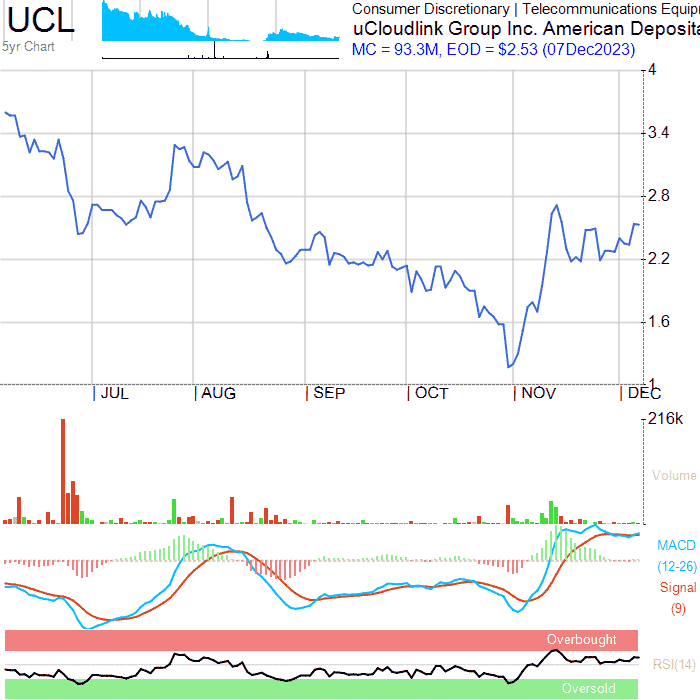 UCL
5yr Chart
Consumer Discretionary | Telecommunications Equip
uCloudlink Group Inc. American Deposita
MC = 93.3M, EOD = $2.53 (07Dec2023)
4
3.4
2.8
2.2
1.6
1
JUL AUG SEP OCT NOV DEC
216k
Volume
MACD
(12-26)
Signal
(9)
Overbought
RSI(14)
Oversold